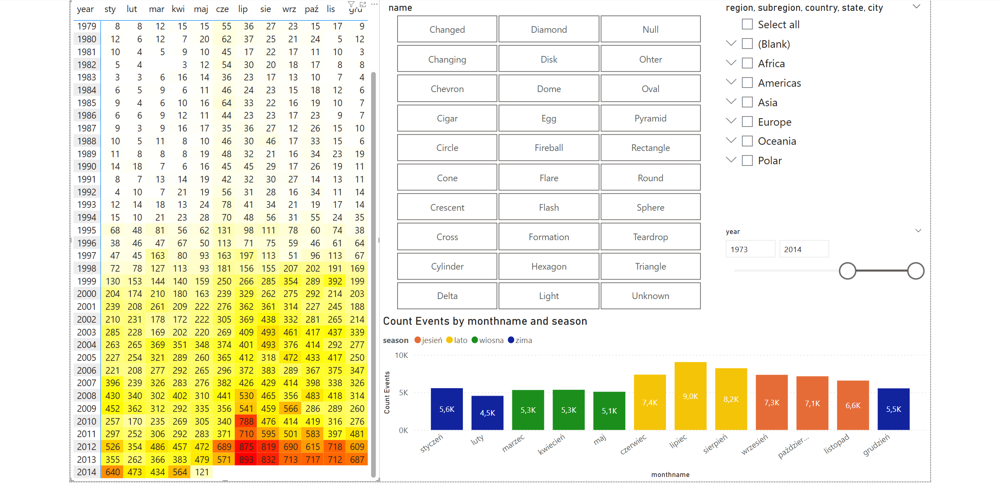 year sty lut mar kwi maj cze lip sie wrz paź lis gru
1979 8 8 12 15 15 55 36 27 23 15 17 9
1980 12 6 12 7 20 62 37 25 21 24 5 12
1981 10 4 5 9 10 45 17 22 17 11 10 3
1982 5 4 3 12 54 30 20 18 17 8 8
1983 3 3 6 16 14 36 23 17 13 10 7 4
1984 6 5 9 6 11 46 24 23 15 18 12 6
1985 9 4 6 10 16 64 33 22 16 19 10 7
1986 6 6 9 12 11 44 23 23 17 23 9 7
1987 9 3 9 16 17 35 36 27 12 26 15 10
1988 10 5 11 8 10 46 30 46 17 33 15 6
1989 11 8 8 8 19 48 32 21 16 34 23 19
1990 14 18 7 6 16 45 45 29 17 26 19 11
1991 8 7 13 14 19 42 32 30 27 14 13 11
1992 4 10 7 21 19 56 31 28 16 34 11 14
1993 12 14 18 13 24 78 41 34 21 19 17 14
1994 15 10 21 23 28 70 48 56 31 55 24 35
1995 68 48 81 56 62 131 98 111 78 60 74 38
1996 38 46 47 67 50 113 71 75 59 46 61 64
1997 47 45 163 80 93 163 197 113 51 96 113 67
1998 72 78 127 113 93 181 156 155 207 202 191 169
1999 130 153 144 140 159 250 266 285 354 289 392 199
2000 204 174 210 180 163 239 329 262 275 292 214 203
2001 239 208 261 209 222 276 362 361 314 227 245 188
2002 210 231 178 172 222 305 369 438 332 281 265 214
2003 285 228 169 202 220 269 409 493 461 417 437 339
2004 263 265 369 351 348 374 401 493 376 414 292 277
2005 227 254 321 289 260 365 412 318 472 433 417 250
2006 221 208 277 292 265 296 372 383 289 367 375 347
2007 396 239 326 283 276 382 426 429 414 398 338 326
2008 430 340 302 402 310 441 530 465 356 483 418 314
2009 452 362 312 292 335 356 541 459 566 286 289 260
2010 257 170 235 269 305 340 788 476 414 419 316 276
2011 297 252 306 292 283 371 710 595 501 583 397 481
2012 526 354 486 457 472 689 875 819 690 615 718 609
2013 355 262 366 383 479 571 893 832 713 717 712 687
2014 640 473 434 564 121
name
Changed Diamond Null
Changing Disk Ohter
Chevron Dome Oval
Cigar Egg Pyramid
Circle Fireball Rectangle
Cone Flare Round
Crescent Flash Sphere
Cross Formation Teardrop
Cylinder Hexagon Triangle
Delta Light Unknown
region, subregion, country, state, city
Select all
(Blank)
Africa
Americas
Asia
Europe
Oceania
Polar
year
1973 2014
Count Events by monthname and season
season jesień lato wiosna zima
Count Events
10K
5K
0K
5,6K 4,5K 5,3K 5,3K 5,1K 7,4K 9,0K 8,2K 7,3K 7,1K 6,6K 5,5K
styczeń luty marzec kwiecień maj czerwiec lipiec sierpień wrzesień paździer... listopad grudzień
monthname